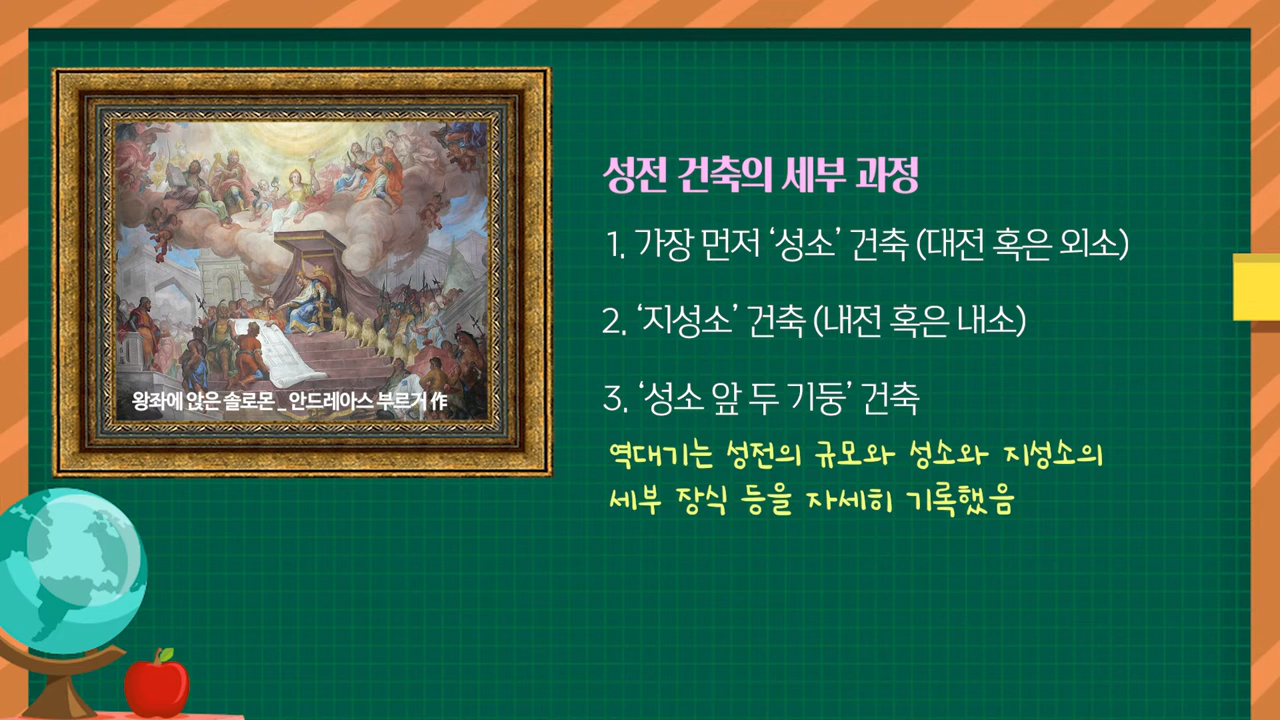 성전 건축의 세부 과정
1. 가장 먼저 ‘성소’ 건축 (대전 혹은 외소)
2. ‘지성소’ 건축 (내전 혹은 내소)
3. ‘성소 앞 두 기둥’ 건축
역대기는 성전의 규모와 성소와 지성소의
세부 장식 등을 자세히 기록했음
왕좌에 앉은 솔로몬 _ 안드레아스 부르거 作